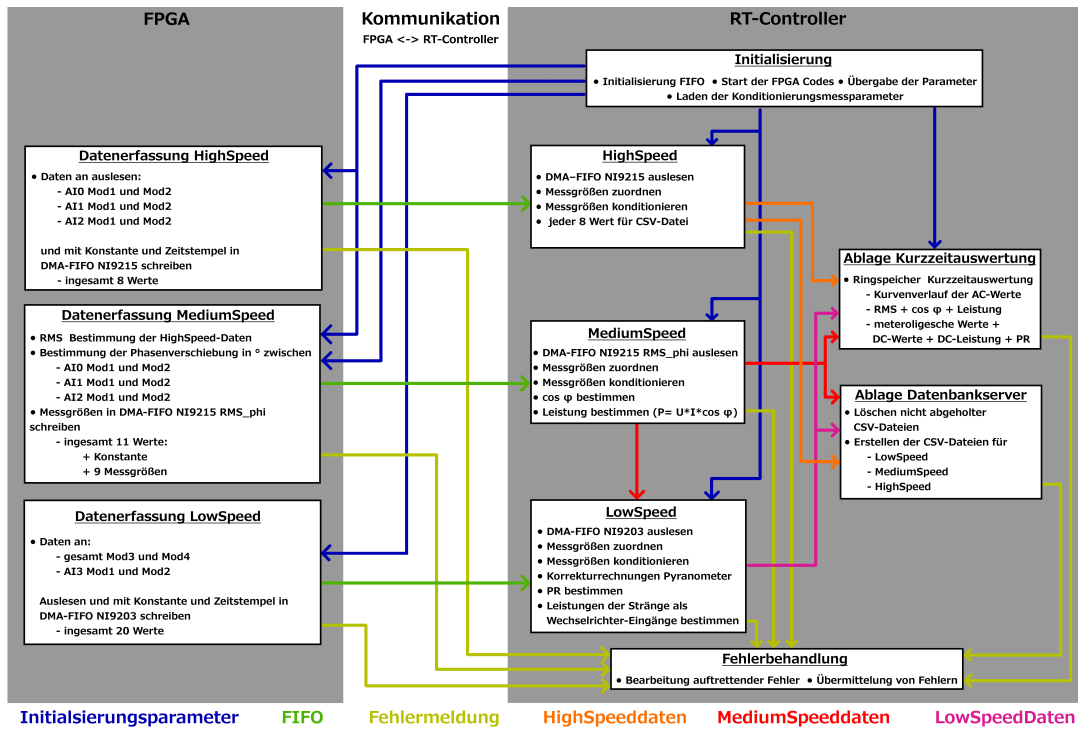 FPGA
Kommunikation
FPGA <-> RT-Controller
RT-Controller
Initialisierung
• Initialisierung FIFO • Start der FPGA Codes • Übergabe der Parameter
• Laden der Konditionierungsmessparameter
Datenerfassung HighSpeed
• Daten an auslesen:
- AI0 Mod1 und Mod2
- AI1 Mod1 und Mod2
- AI2 Mod1 und Mod2
und mit Konstante und Zeitstempel in
DMA-FIFO NI9215 schreiben
- ingesamt 8 Werte
HighSpeed
• DMA–FIFO NI9215 auslesen
• Messgrößen zuordnen
• Messgrößen konditionieren
• jeder 8 Wert für CSV-Datei
Ablage Kurzzeitauswertung
• Ringspeicher Kurzzeitauswertung
- Kurvenverlauf der AC-Werte
- RMS + cos φ + Leistung
- meteroligesche Werte +
DC-Werte + DC-Leistung + PR
Datenerfassung MediumSpeed
• RMS Bestimmung der HighSpeed-Daten
• Bestimmung der Phasenverschiebung in ° zwischen
- AI0 Mod1 und Mod2
- AI1 Mod1 und Mod2
- AI2 Mod1 und Mod2
• Messgrößen in DMA-FIFO NI9215 RMS_phi
schreiben
- ingesamt 11 Werte:
+ Konstante
+ 9 Messgrößen
MediumSpeed
• DMA-FIFO NI9215 RMS_phi auslesen
• Messgrößen zuordnen
• Messgrößen konditionieren
• cos φ bestimmen
• Leistung bestimmen (P= U*I*cos φ)
Ablage Datenbankserver
• Löschen nicht abgeholter
CSV-Dateien
• Erstellen der CSV-Dateien für
- LowSpeed
- MediumSpeed
- HighSpeed
Datenerfassung LowSpeed
• Daten an:
- gesamt Mod3 und Mod4
- AI3 Mod1 und Mod2
Auslesen und mit Konstante und Zeitstempel in
DMA-FIFO NI9203 schreiben
- ingesamt 20 Werte
LowSpeed
• DMA-FIFO NI9203 auslesen
• Messgrößen zuordnen
• Messgrößen konditionieren
• Korrekturrechnungen Pyranometer
• PR bestimmen
• Leistungen der Stränge als
Wechselrichter-Eingänge bestimmen
Fehlerbehandlung
• Bearbeitung auftrettender Fehler • Übermittelung von Fehlern
Initialsierungsparameter
FIFO
Fehlermeldung
HighSpeeddaten
MediumSpeeddaten
LowSpeedDaten